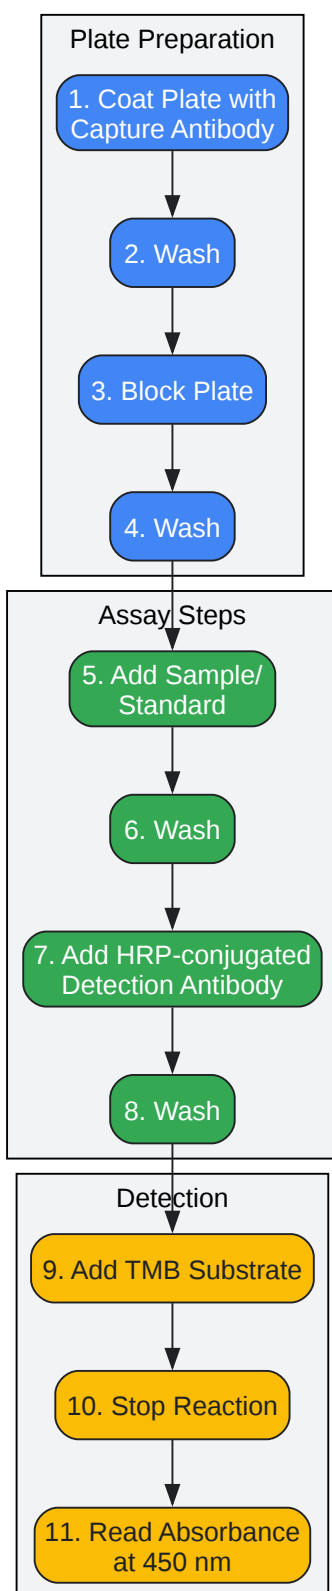 Plate Preparation
1. Coat Plate with
Capture Antibody
2. Wash
3. Block Plate
4. Wash
Assay Steps
5. Add Sample/
Standard
6. Wash
7. Add HRP-conjugated
Detection Antibody
8. Wash
Detection
9. Add TMB Substrate
10. Stop Reaction
11. Read Absorbance
at 450 nm